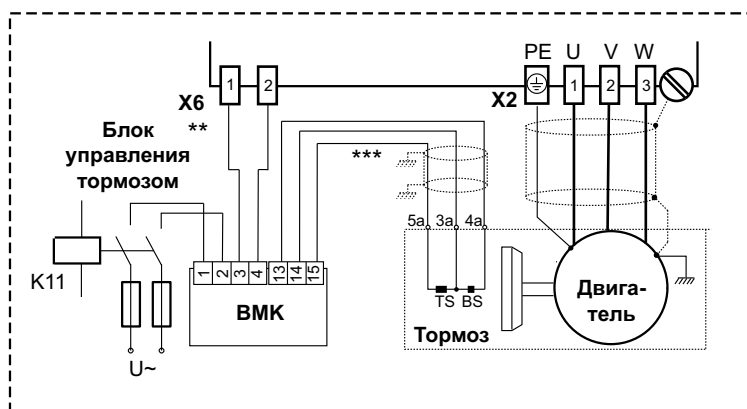 PE U V W
1 2 1 2 3
X6 X2
**
Блок
управления
тормозом
***
5a 3a 4a
K11
1 2 3 4 13 14 15
BMK
TS BS
Двига-
тель
Тормоз
U~